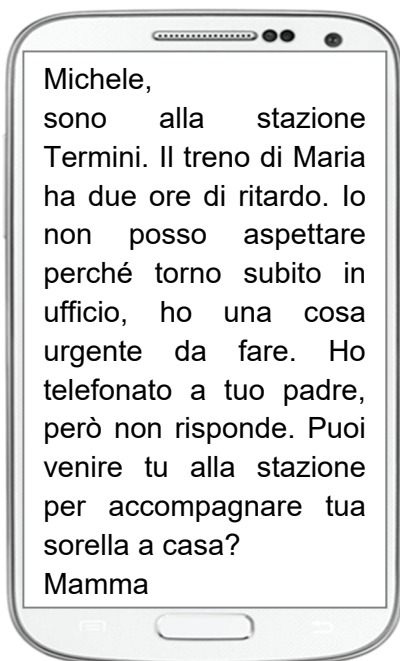 Michele,
sono alla stazione
Termini. Il treno di Maria
ha due ore di ritardo. Io
non posso aspettare
perché torno subito in
ufficio, ho una cosa
urgente da fare. Ho
telefonato a tuo padre,
però non risponde. Puoi
venire tu alla stazione
per accompagnare tua
sorella a casa?
Mamma